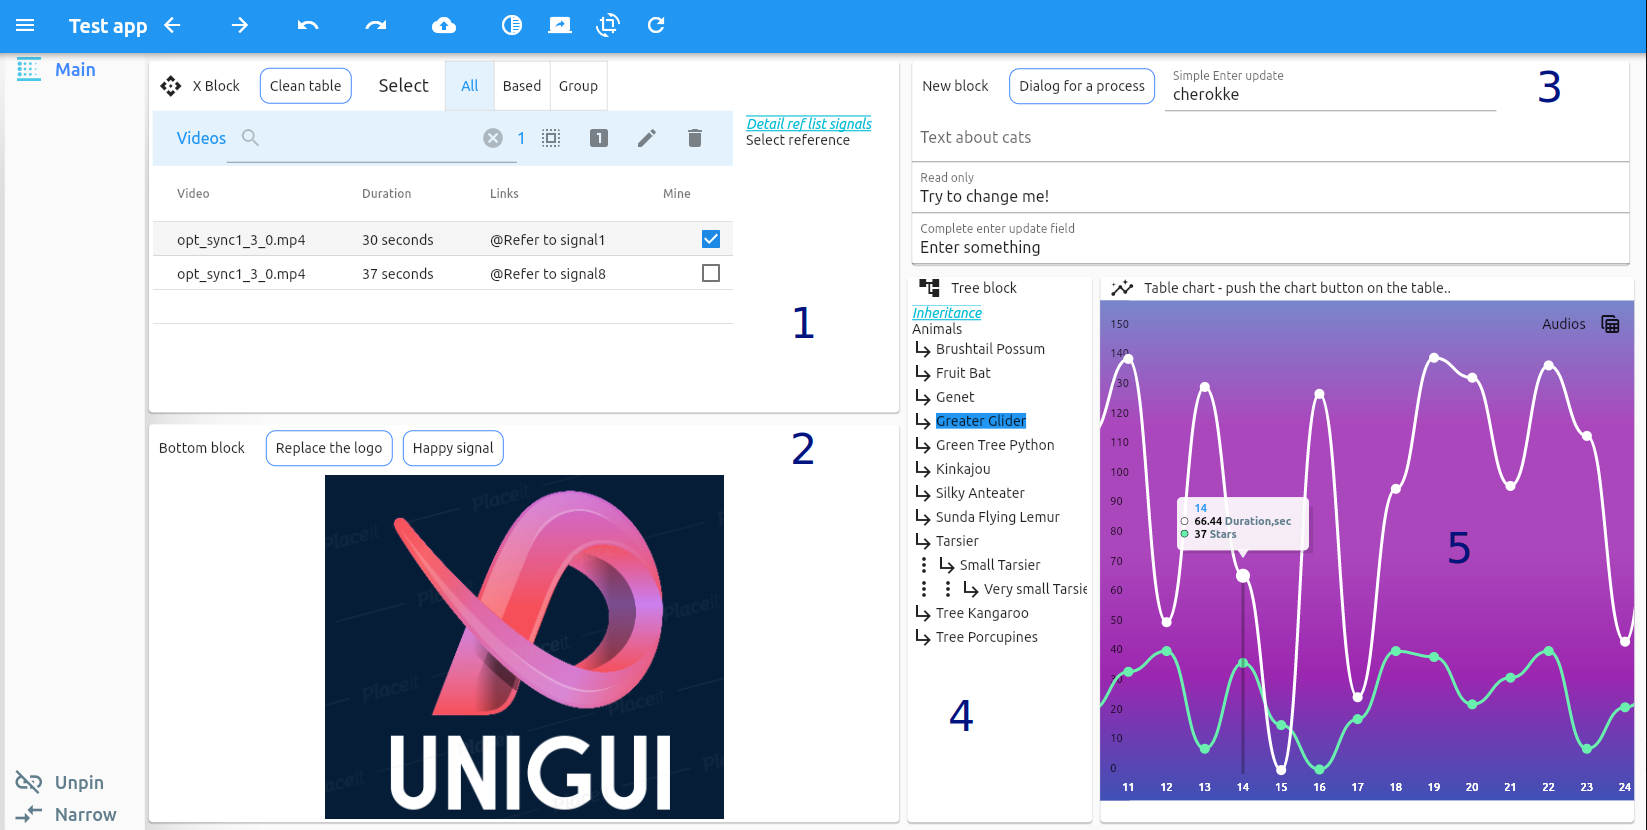 Test app
Main
X Block
Clean table
Select
All
Based
Group
Videos
1
1
Video Duration Links Mine
opt_sync1_3_0.mp4 30 seconds @Refer to signal1
opt_sync1_3_0.mp4 37 seconds @Refer to signal8
Detail ref list signals
Select reference
1
Bottom block
Replace the logo
Happy signal
2
Placeit
Placeit
Placeit
Placeit
UNIGUI
New block
Dialog for a process
Simple Enter update
cherokke
3
Text about cats
Read only
Try to change me!
Complete enter update field
Enter something
Tree block
Inheritance
Animals
Brushtail Possum
Fruit Bat
Genet
Greater Glider
Green Tree Python
Kinkajou
Silky Anteater
Sunda Flying Lemur
Tarsier
Small Tarsier
Very small Tarsie
Tree Kangaroo
Tree Porcupines
4
Table chart - push the chart button on the table..
Audios
150
140
130
120
110
100
90
80
70
60
50
40
30
20
10
0
14
66.44 Duration,sec
37 Stars
5
11 12 13 14 15 16 17 18 19 20 21 22 23 24
Unpin
Narrow